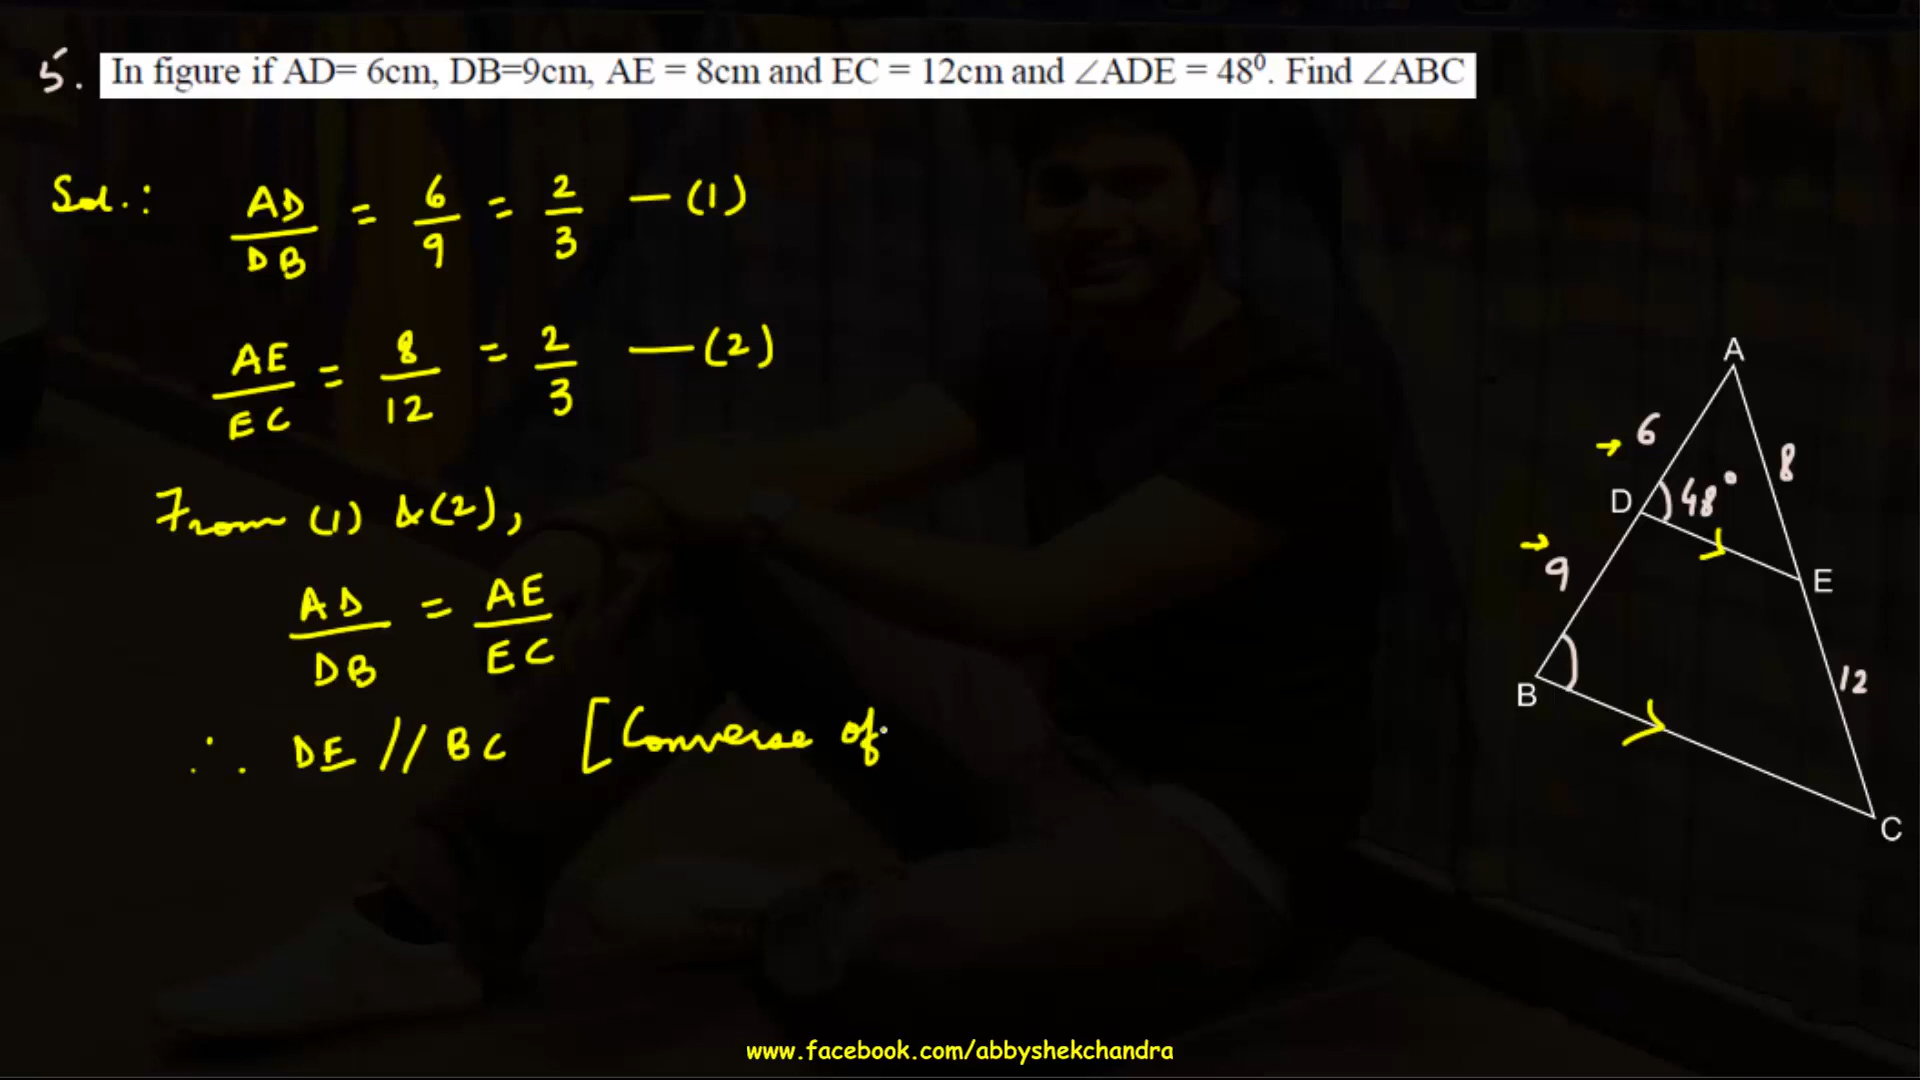 5. In figure if AD= 6cm, DB=9cm, AE = 8cm and EC = 12cm and ∠ADE = 48⁰. Find ∠ABC
Sol.: AD/DB = 6/9 = 2/3 — (1)
AE/EC = 8/12 = 2/3 — (2)
From (1) & (2),
AD/DB = AE/EC
∴ DE // BC [Converse of
A
6
8
D
48°
9
E
B
12
C
www.facebook.com/abbyshekchandra